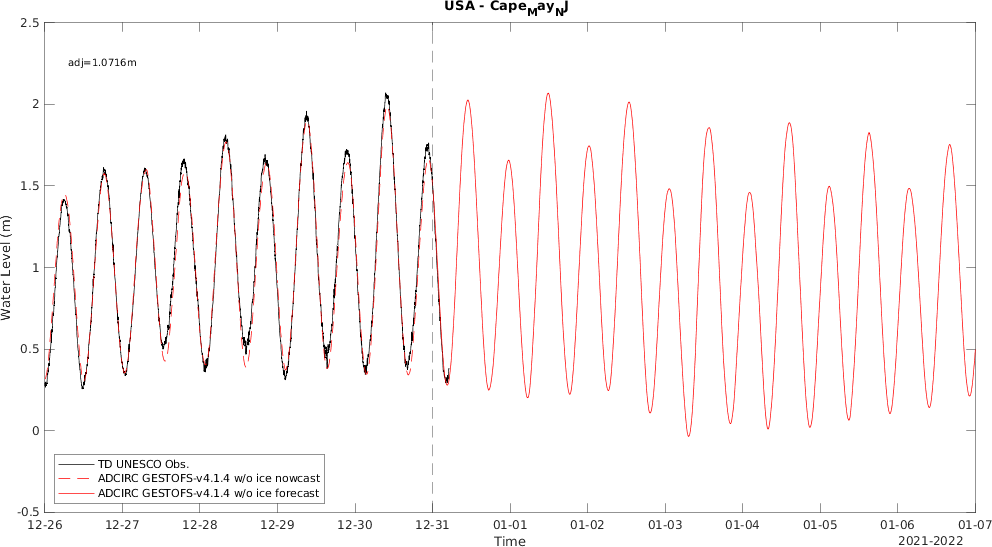 USA - Cape_May_NJ
adj=1.0716m
2.5
2
1.5
1
0.5
0
-0.5
Water Level (m)
TD UNESCO Obs.
ADCIRC GESTOFS-v4.1.4 w/o ice nowcast
ADCIRC GESTOFS-v4.1.4 w/o ice forecast
12-26 12-27 12-28 12-29 12-30 12-31 01-01 01-02 01-03 01-04 01-05 01-06 01-07
Time
2021-2022